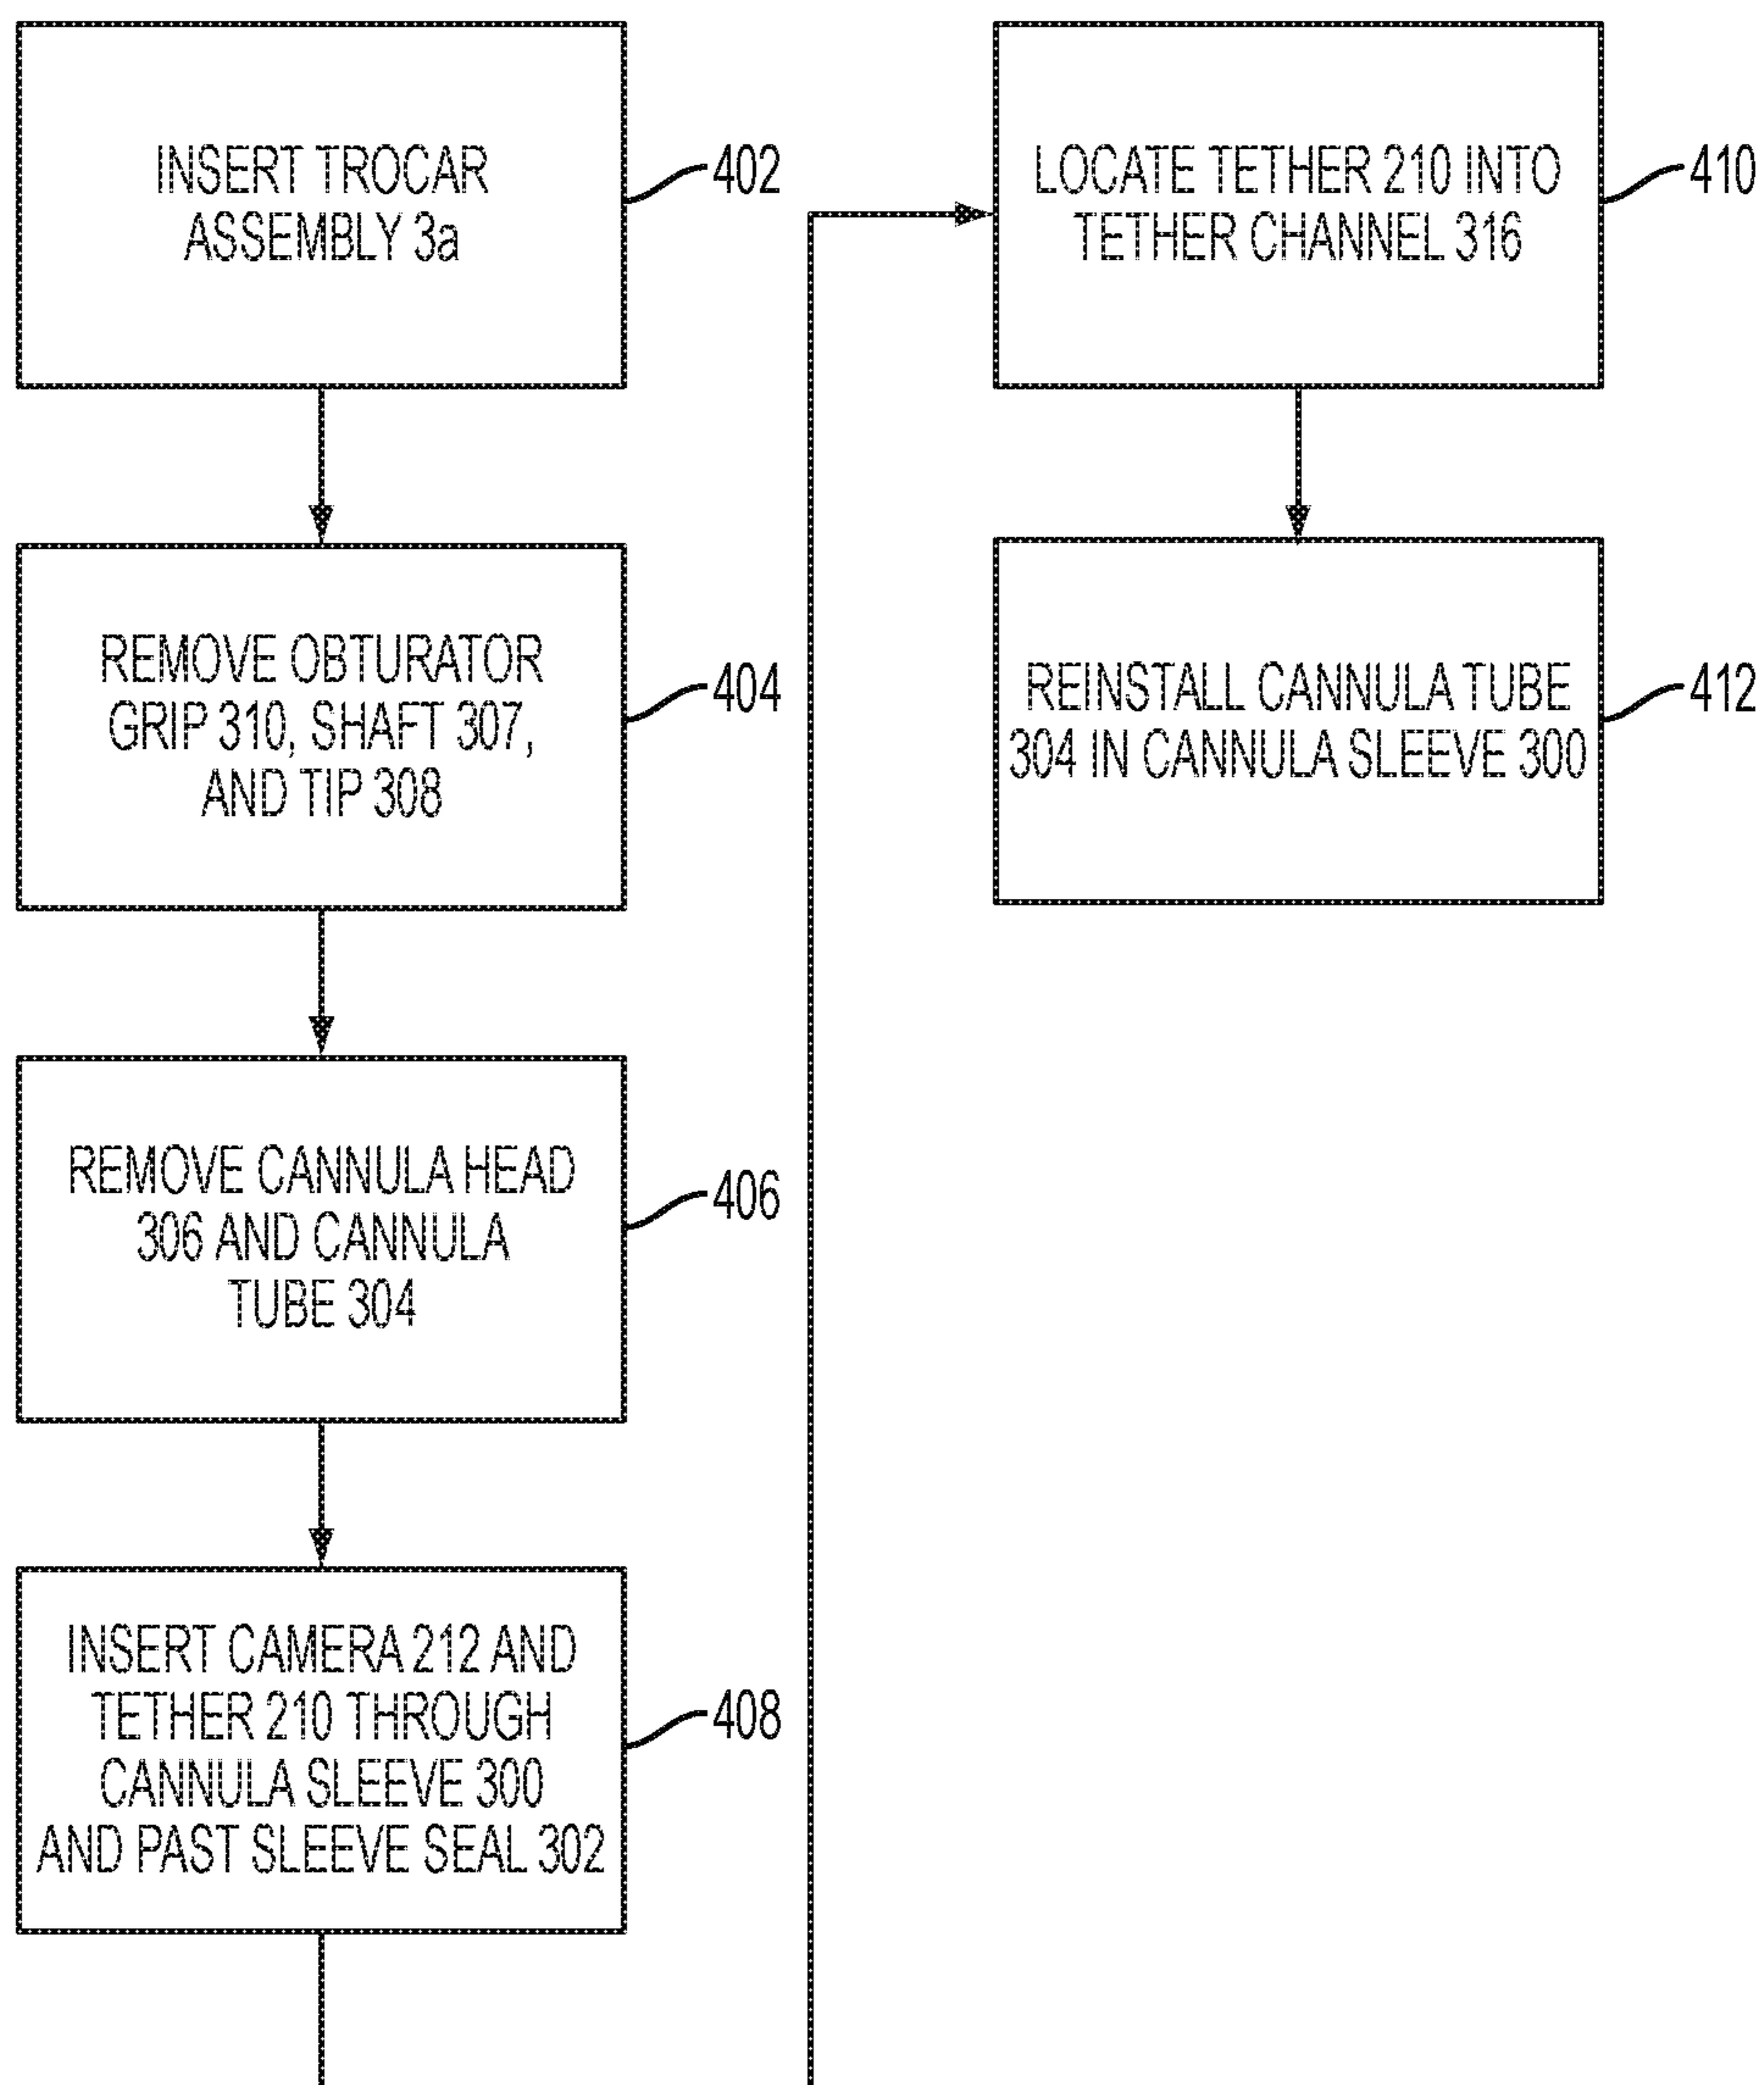 INSERT TROCAR
ASSEMBLY 3a
402
REMOVE OBTURATOR
GRIP 310, SHAFT 307,
AND TIP 308
404
REMOVE CANNULA HEAD
306 AND CANNULA
TUBE 304
406
INSERT CAMERA 212 AND
TETHER 210 THROUGH
CANNULA SLEEVE 300
AND PAST SLEEVE SEAL 302
408
LOCATE TETHER 210 INTO
TETHER CHANNEL 316
410
REINSTALL CANNULA TUBE
304 IN CANNULA SLEEVE 300
412